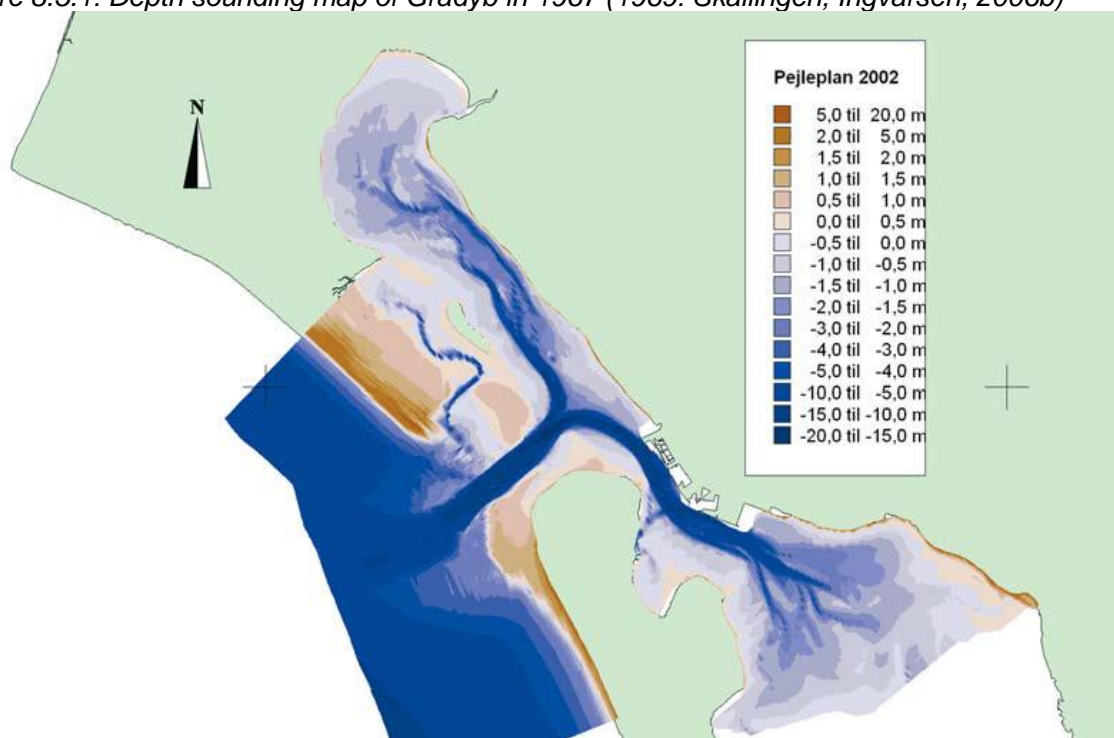 Depth sounding map of Grådyb in 1967 (1969: Skallingen, Ingvarsen, 2006b)
N
Pejleplan 2002
5,0 til 20,0 m
2,0 til 5,0 m
1,5 til 2,0 m
1,0 til 1,5 m
0,5 til 1,0 m
0,0 til 0,5 m
-0,5 til 0,0 m
-1,0 til -0,5 m
-1,5 til -1,0 m
-2,0 til -1,5 m
-3,0 til -2,0 m
-4,0 til -3,0 m
-5,0 til -4,0 m
-10,0 til -5,0 m
-15,0 til -10,0 m
-20,0 til -15,0 m